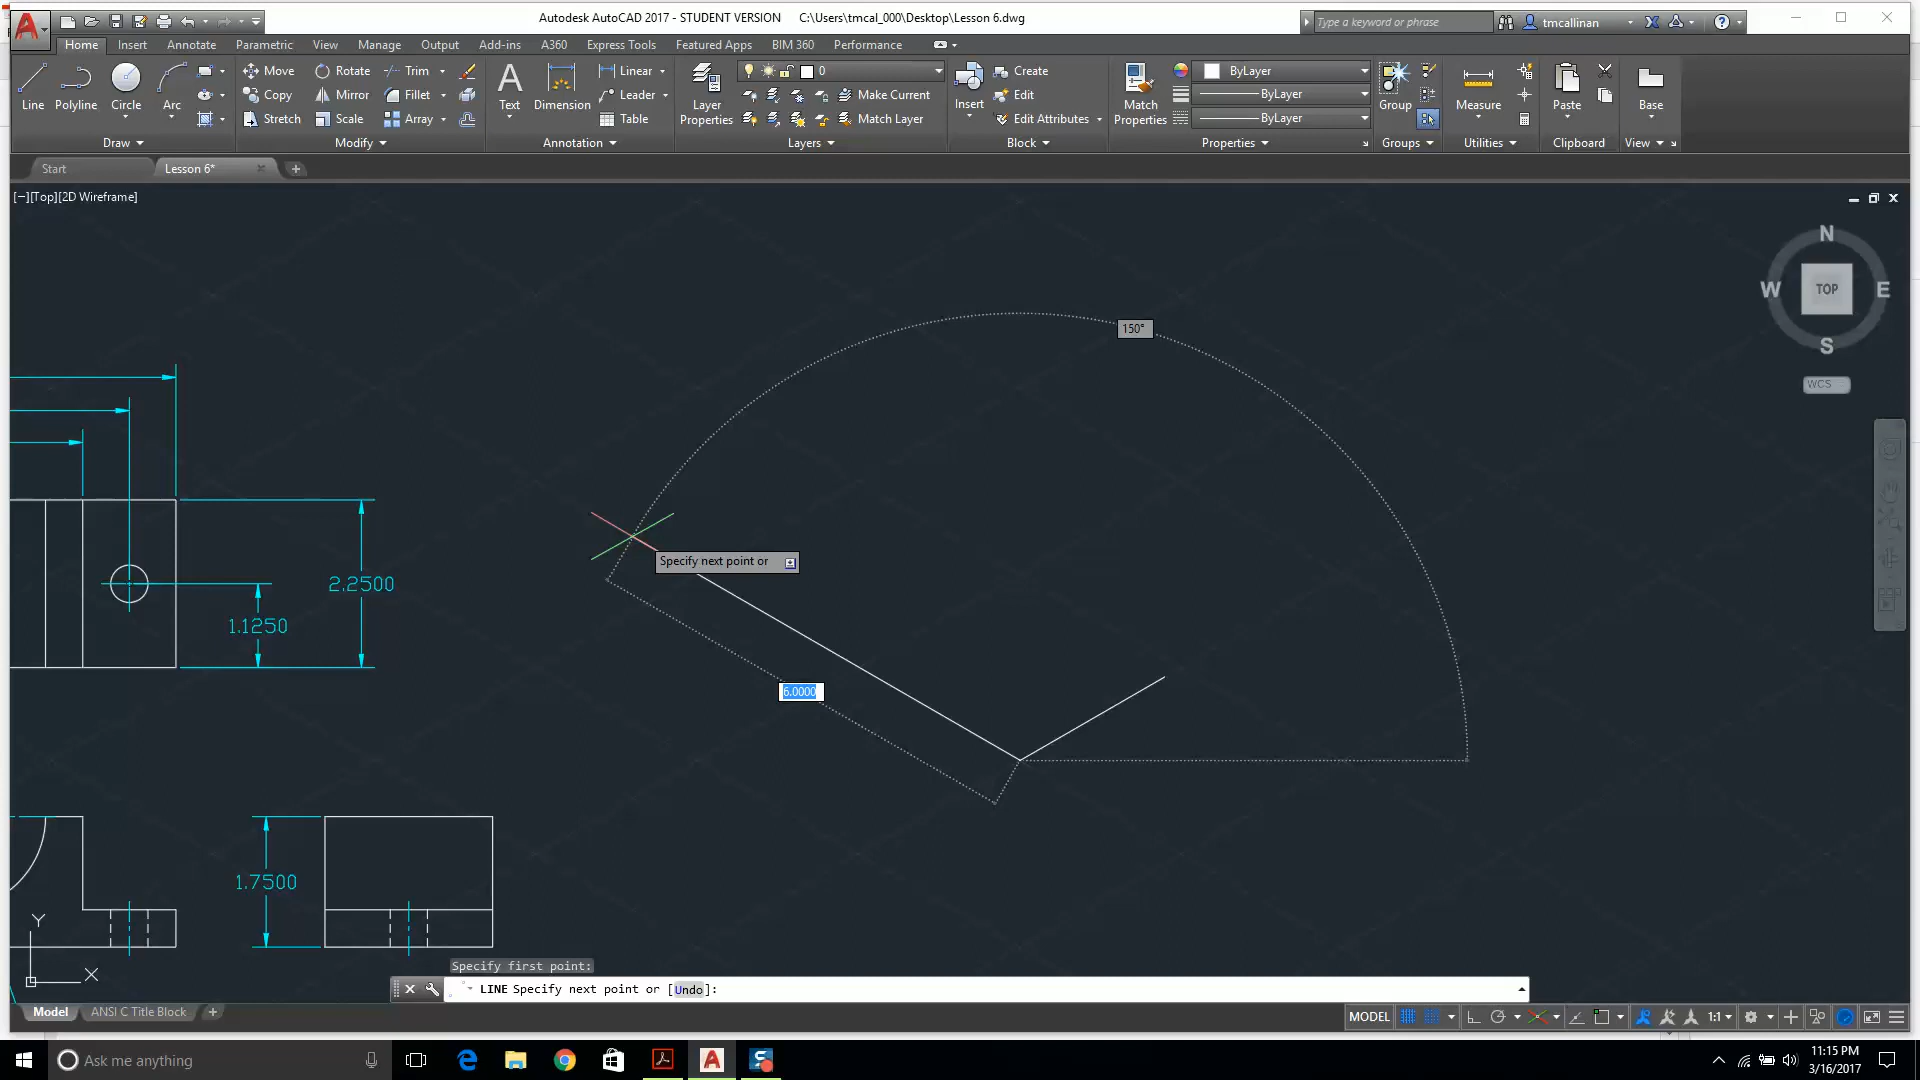 Autodesk AutoCAD 2017 - STUDENT VERSION C:\Users\tmcal_000\Desktop\Lesson 6.dwg
Type a keyword or phrase
tmcallinan
Home Insert Annotate Parametric View Manage Output Add-ins A360 Express Tools Featured Apps BIM 360 Performance
Line Polyline Circle Arc
Draw
Move Rotate Trim
Copy Mirror Fillet
Stretch Scale Array
Modify
Text Dimension
Linear
Leader
Table
Annotation
Layer Properties
0
Make Current
Match Layer
Layers
Insert
Create
Edit
Edit Attributes
Block
Match Properties
ByLayer
ByLayer
ByLayer
Properties
Group
Groups
Measure
Utilities
Paste
Clipboard
Base
View
Start Lesson 6*
[−][Top][2D Wireframe]
N
W TOP E
S
WCS
150°
Specify next point or
6.0000
2.2500
1.1250
1.7500
Y
X
Specify first point:
LINE Specify next point or [Undo]:
Model ANSI C Title Block
MODEL 1:1
Ask me anything
11:15 PM
3/16/2017